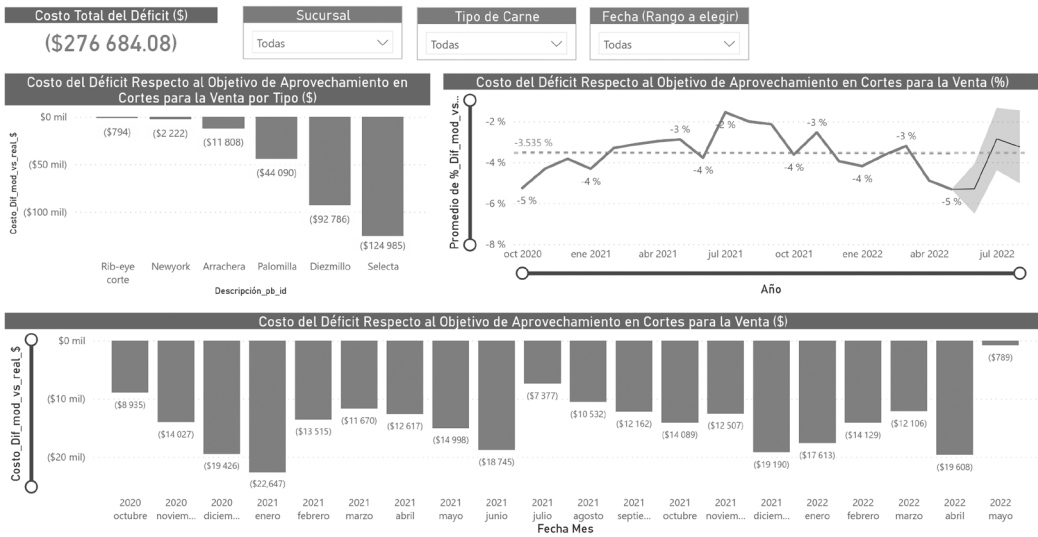 Costo Total del Déficit ($)
($276 684.08)
Sucursal
Todas
Tipo de Carne
Todas
Fecha (Rango a elegir)
Todas
Costo del Déficit Respecto al Objetivo de Aprovechamiento en
Cortes para la Venta por Tipo ($)
Costo_Dif_mod_vs_real_$
$0 mil
($50 mil)
($100 mil)
($794)
($2 222)
($11 808)
($44 090)
($92 786)
($124 985)
Rib-eye
corte
Newyork
Arrachera
Palomilla
Diezmillo
Selecta
Descripción_pb_id
Costo del Déficit Respecto al Objetivo de Aprovechamiento en Cortes para la Venta (%)
Promedio de %_Dif_mod_vs...
-2 %
-4 %
-6 %
-8 %
-3.535 %
-5 %
-4 %
-3 %
-4 %
-2 %
-4 %
-3 %
-4 %
-3 %
-5 %
oct 2020
ene 2021
abr 2021
jul 2021
oct 2021
ene 2022
abr 2022
jul 2022
Año
Costo del Déficit Respecto al Objetivo de Aprovechamiento en Cortes para la Venta ($)
Costo_Dif_mod_vs_real_$
$0 mil
($10 mil)
($20 mil)
($8 935)
($14 027)
($19 426)
($22,647)
($13 515)
($11 670)
($12 617)
($14 998)
($18 745)
($7 377)
($10 532)
($12 162)
($14 089)
($12 507)
($19 190)
($17 613)
($14 129)
($12 106)
($19 608)
($789)
2020
octubre
2020
noviem...
2020
diciem...
2021
enero
2021
febrero
2021
marzo
2021
abril
2021
mayo
2021
junio
2021
julio
2021
agosto
2021
septie...
2021
octubre
2021
noviem...
2021
diciem...
2022
enero
2022
febrero
2022
marzo
2022
abril
2022
mayo
Fecha Mes